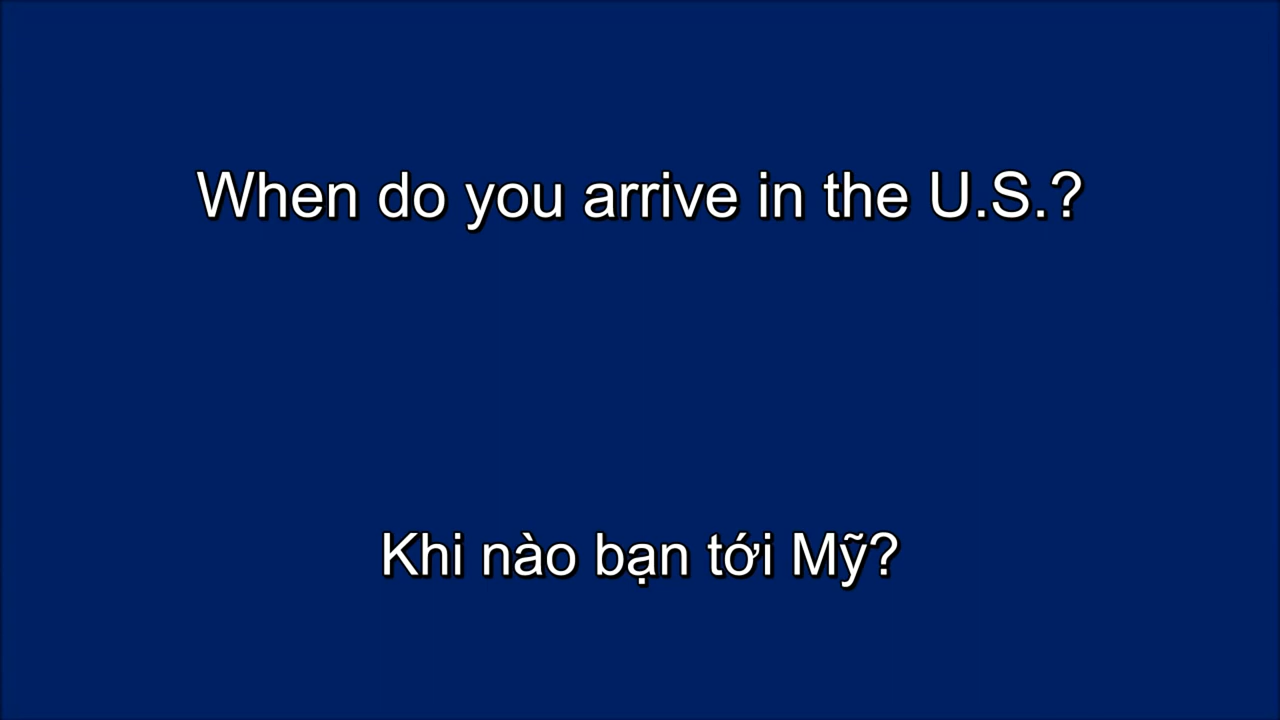 When do you arrive in the U.S.?
Khi nào bạn tới Mỹ?